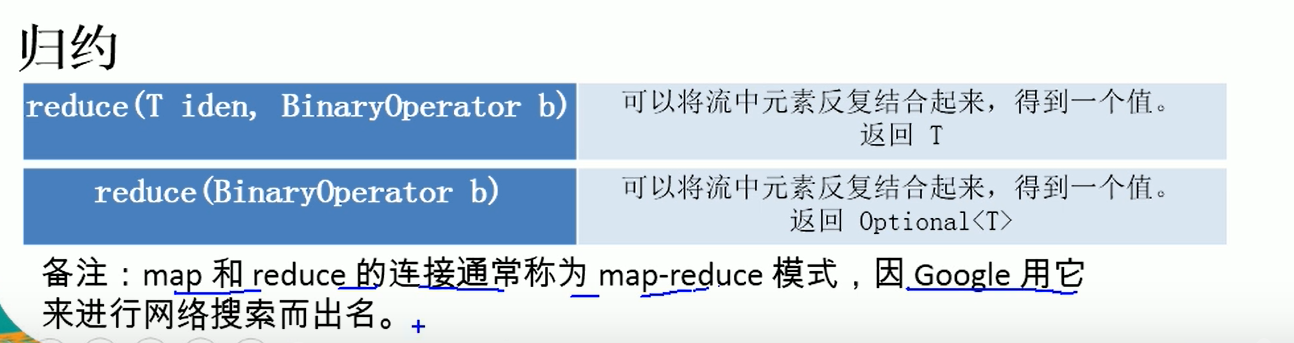 归约
reduce(T iden, BinaryOperator b)
可以将流中元素反复结合起来，得到一个值。
返回 T
reduce(BinaryOperator b)
可以将流中元素反复结合起来，得到一个值。
返回 Optional<T>
备注：map 和 reduce 的连接通常称为 map-reduce 模式，因 Google 用它
来进行网络搜索而出名。